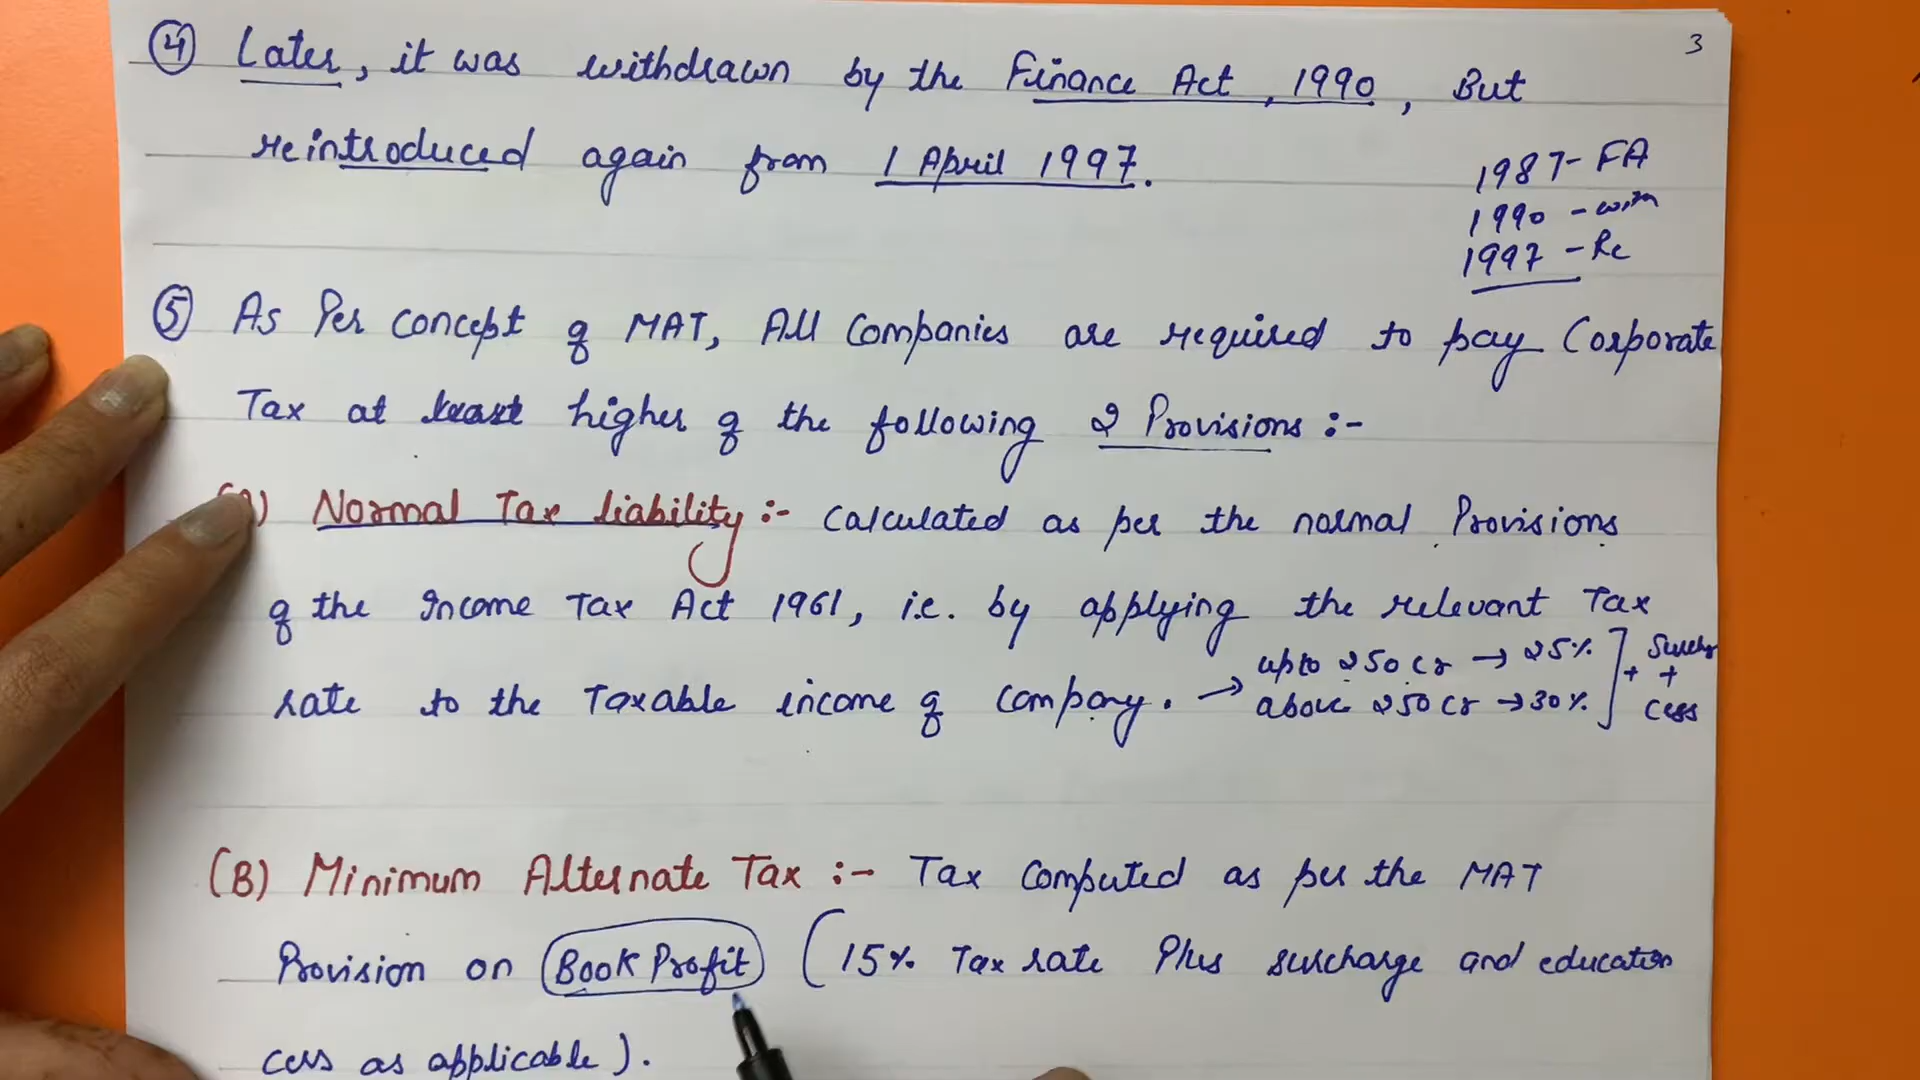 3
④ Later, it was withdrawn by the Finance Act, 1990, But
reintroduced again from 1 April 1997.
1987- FA
1990 - with
1997 - Re
⑤ As Per concept of MAT, All Companies are required to pay Corporate
Tax at least higher of the following 2 Provisions :-
(A) Normal Tax liability :- Calculated as per the normal Provisions
of the Income Tax Act 1961, i.e. by applying the relevant Tax
rate to the Taxable income of Company. →
upto 250 Cr → 25%
above 250 Cr → 30%
+
+ Cess
(B) Minimum Alternate Tax :- Tax Computed as per the MAT
Provision on Book Profit (15% Tax rate Plus surcharge and education
cess as applicable).